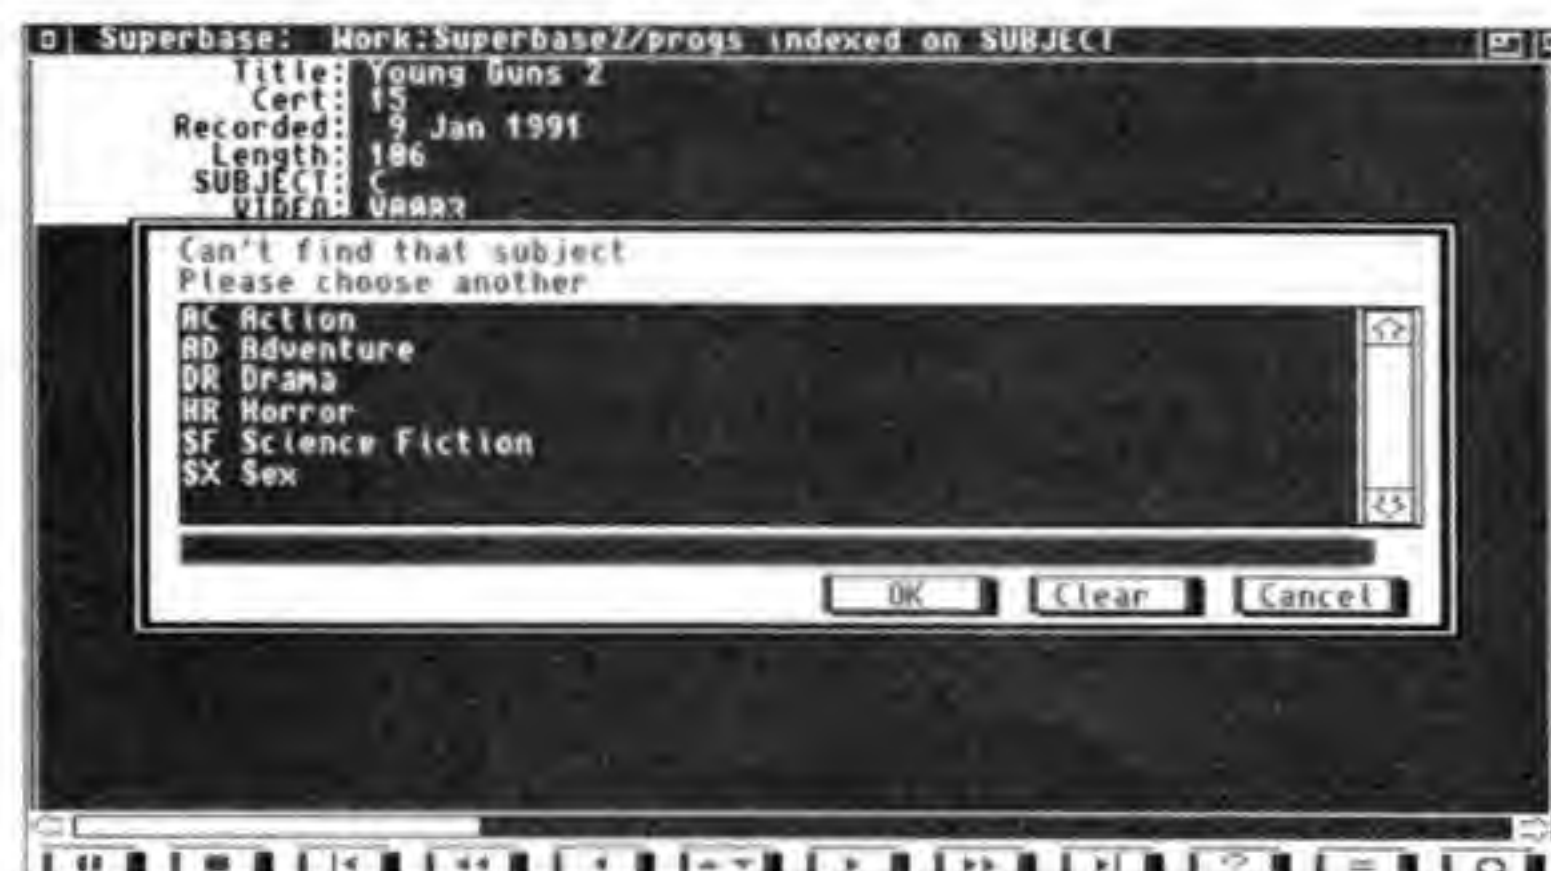 Superbase: Work:Superbase2/progs indexed on SUBJECT
Title: Young Guns 2
Cert: 15
Recorded: 9 Jan 1991
Length: 106
SUBJECT: C
VIDEO:
Can't find that subject
Please choose another
AC Action
AD Adventure
DR Drama
HR Horror
SF Science Fiction
SX Sex
OK Clear Cancel